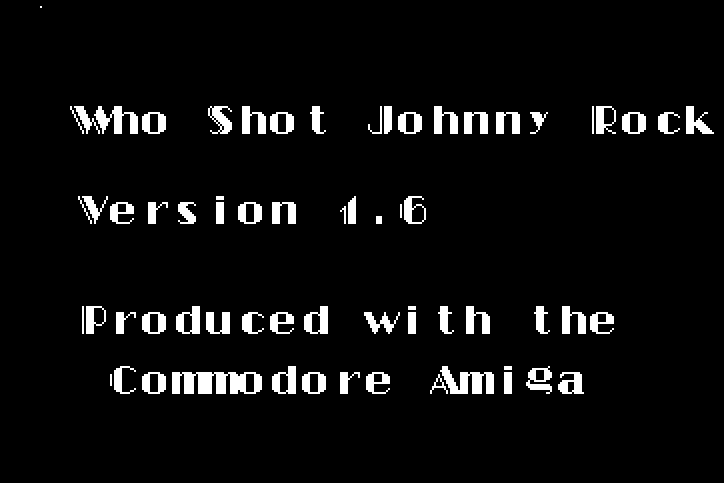 Who Shot Johnny Rock
Version 1.6
Produced with the
Commodore Amiga